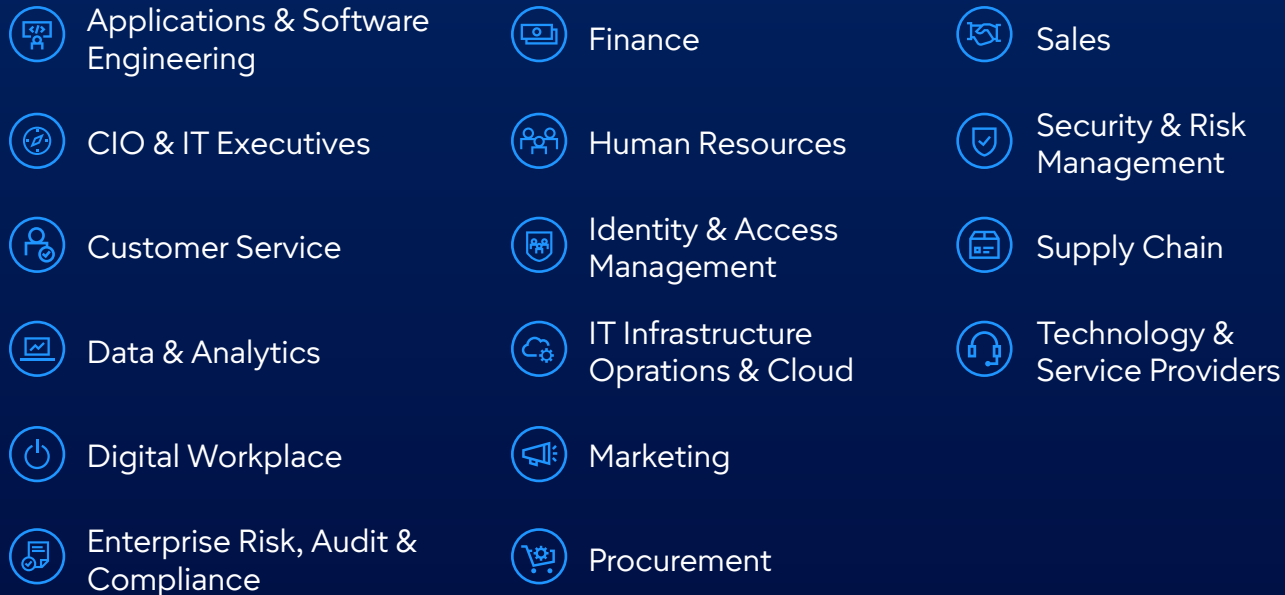 Applications & Software
Engineering
CIO & IT Executives
Customer Service
Data & Analytics
Digital Workplace
Enterprise Risk, Audit &
Compliance
Finance
Human Resources
Identity & Access
Management
IT Infrastructure
Oprations & Cloud
Marketing
Procurement
Sales
Security & Risk
Management
Supply Chain
Technology &
Service Providers